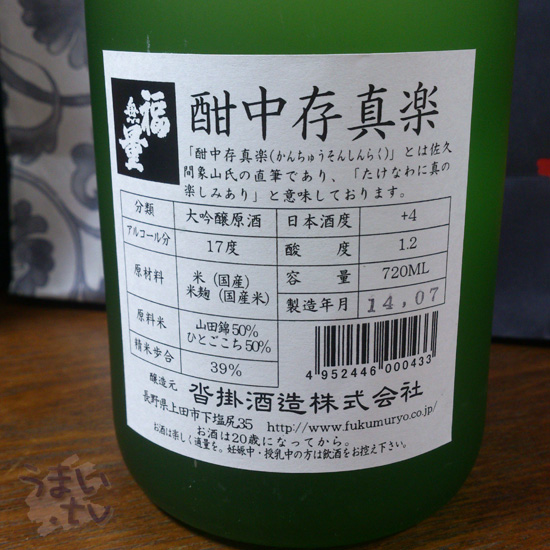 福無量
酣中存真楽
「酣中存真楽(かんちゅうそんしんらく)」とは佐久
間象山氏の直筆であり、「たけなわに真の
楽しみあり」と意味しております。
分類 大吟醸原酒 日本酒度 +4
アルコール分 17度 酸度 1.2
原材料 米(国産) 容量 720ML
米麹(国産米) 製造年月 14,07
原料米 山田錦50%
ひとごこち50%
精米歩合 39%
4 952446 000433
醸造元 沓掛酒造株式会社
長野県上田市下塩尻35 http://www.fukumuryo.co.jp/
お酒は20歳になってから。
お酒は楽しく適量を。妊娠中・授乳中の方は飲酒をお控え下さい。
うまいっしょ